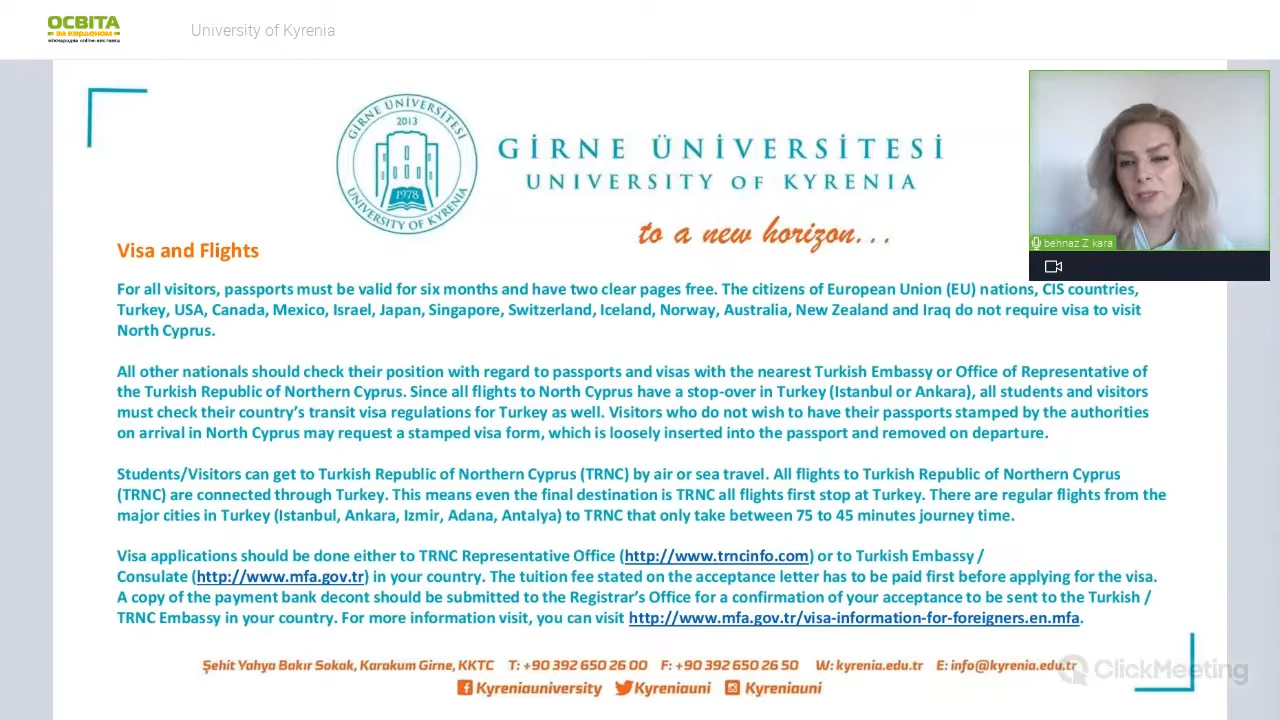 ОСВІТА
ЗА КОРДОНОМ
МІЖНАРОДНА ОНЛАЙН-ВИСТАВКА
University of Kyrenia
GİRNE ÜNİVERSİTESİ
2013
1978
UNIVERSITY OF KYRENIA
GİRNE ÜNİVERSİTESİ
UNIVERSITY OF KYRENIA
to a new horizon...
behnaz Z kara
Visa and Flights
For all visitors, passports must be valid for six months and have two clear pages free. The citizens of European Union (EU) nations, CIS countries,
Turkey, USA, Canada, Mexico, Israel, Japan, Singapore, Switzerland, Iceland, Norway, Australia, New Zealand and Iraq do not require visa to visit
North Cyprus.
All other nationals should check their position with regard to passports and visas with the nearest Turkish Embassy or Office of Representative of
the Turkish Republic of Northern Cyprus. Since all flights to North Cyprus have a stop-over in Turkey (Istanbul or Ankara), all students and visitors
must check their country's transit visa regulations for Turkey as well. Visitors who do not wish to have their passports stamped by the authorities
on arrival in North Cyprus may request a stamped visa form, which is loosely inserted into the passport and removed on departure.
Students/Visitors can get to Turkish Republic of Northern Cyprus (TRNC) by air or sea travel. All flights to Turkish Republic of Northern Cyprus
(TRNC) are connected through Turkey. This means even the final destination is TRNC all flights first stop at Turkey. There are regular flights from the
major cities in Turkey (Istanbul, Ankara, Izmir, Adana, Antalya) to TRNC that only take between 75 to 45 minutes journey time.
Visa applications should be done either to TRNC Representative Office (http://www.trncinfo.com) or to Turkish Embassy /
Consulate (http://www.mfa.gov.tr) in your country. The tuition fee stated on the acceptance letter has to be paid first before applying for the visa.
A copy of the payment bank decont should be submitted to the Registrar's Office for a confirmation of your acceptance to be sent to the Turkish /
TRNC Embassy in your country. For more information visit, you can visit http://www.mfa.gov.tr/visa-information-for-foreigners.en.mfa.
Şehit Yahya Bakır Sokak, Karakum Girne, KKTC T: +90 392 650 26 00 F: +90 392 650 26 50 W: kyrenia.edu.tr E: info@kyrenia.edu.tr
Kyreniauniversity Kyreniauni Kyreniauni
ClickMeeting